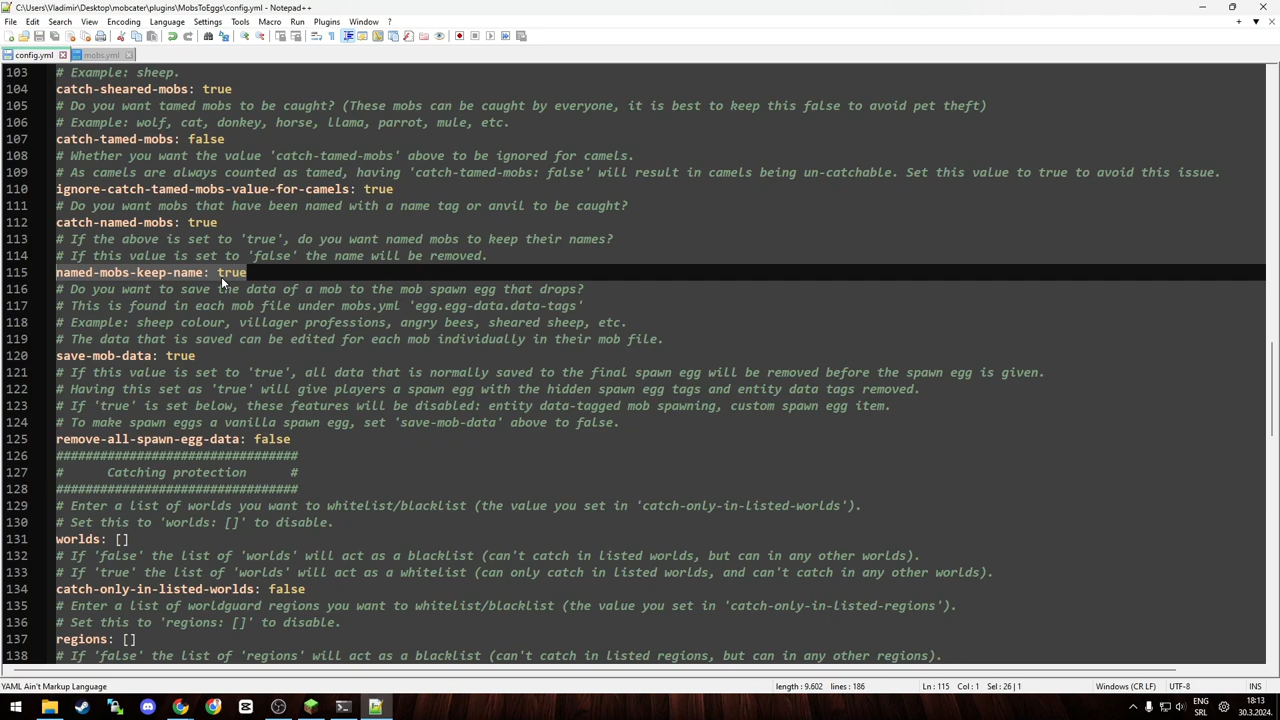 C:\Users\Vladimir\Desktop\mobcater\plugins\MobsToEggs\config.yml - Notepad++
File Edit Search View Encoding Language Settings Tools Macro Run Plugins Window ?
config.yml mobs.yml
103 # Example: sheep.
104 catch-sheared-mobs: true
105 # Do you want tamed mobs to be caught? (These mobs can be caught by everyone, it is best to keep this false to avoid pet theft)
106 # Example: wolf, cat, donkey, horse, llama, parrot, mule, etc.
107 catch-tamed-mobs: false
108 # Whether you want the value 'catch-tamed-mobs' above to be ignored for camels.
109 # As camels are always counted as tamed, having 'catch-tamed-mobs: false' will result in camels being un-catchable. Set this value to true to avoid this issue.
110 ignore-catch-tamed-mobs-value-for-camels: true
111 # Do you want mobs that have been named with a name tag or anvil to be caught?
112 catch-named-mobs: true
113 # If the above is set to 'true', do you want named mobs to keep their names?
114 # If this value is set to 'false' the name will be removed.
115 named-mobs-keep-name: true
116 # Do you want to save the data of a mob to the mob spawn egg that drops?
117 # This is found in each mob file under mobs.yml 'egg.egg-data.data-tags'
118 # Example: sheep colour, villager professions, angry bees, sheared sheep, etc.
119 # The data that is saved can be edited for each mob individually in their mob file.
120 save-mob-data: true
121 # If this value is set to 'true', all data that is normally saved to the final spawn egg will be removed before the spawn egg is given.
122 # Having this set as 'true' will give players a spawn egg with the hidden spawn egg tags and entity data tags removed.
123 # If 'true' is set below, these features will be disabled: entity data-tagged mob spawning, custom spawn egg item.
124 # To make spawn eggs a vanilla spawn egg, set 'save-mob-data' above to false.
125 remove-all-spawn-egg-data: false
126 #################################
127 # Catching protection #
128 #################################
129 # Enter a list of worlds you want to whitelist/blacklist (the value you set in 'catch-only-in-listed-worlds').
130 # Set this to 'worlds: []' to disable.
131 worlds: []
132 # If 'false' the list of 'worlds' will act as a blacklist (can't catch in listed worlds, but can in any other worlds).
133 # If 'true' the list of 'worlds' will act as a whitelist (can only catch in listed worlds, and can't catch in any other worlds).
134 catch-only-in-listed-worlds: false
135 # Enter a list of worldguard regions you want to whitelist/blacklist (the value you set in 'catch-only-in-listed-regions').
136 # Set this to 'regions: []' to disable.
137 regions: []
138 # If 'false' the list of 'regions' will act as a blacklist (can't catch in listed regions, but can in any other regions).
YAML Ain't Markup Language length : 9.602 lines : 186 Ln : 115 Col : 1 Sel : 26 | 1 Windows (CR LF) UTF-8 INS
ENG 18:13
SRL 30.3.2024.